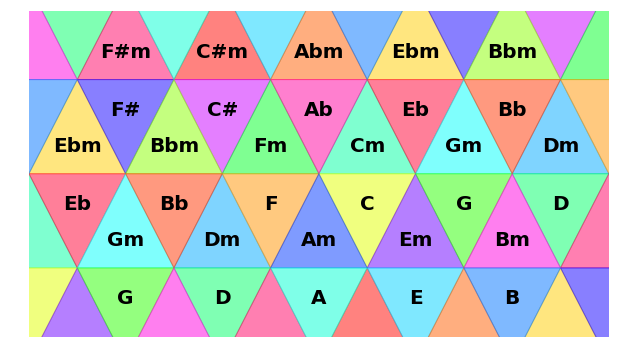 F#m C#m Abm Ebm Bbm
F# C# Ab Eb Bb
Ebm Bbm Fm Cm Gm Dm
Eb Bb F C G D
Gm Dm Am Em Bm
G D A E B